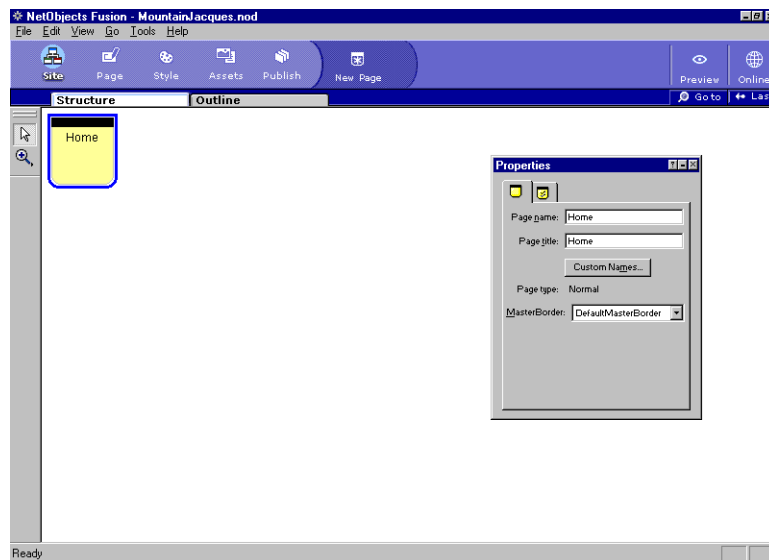 NetObjects Fusion - MountainJacques.nod
File Edit View Go Tools Help
Site Page Style Assets Publish New Page Preview Online
Structure Outline Go to Las
Home
Properties
Page name: Home
Page title: Home
Custom Names...
Page type: Normal
MasterBorder: DefaultMasterBorder
Ready